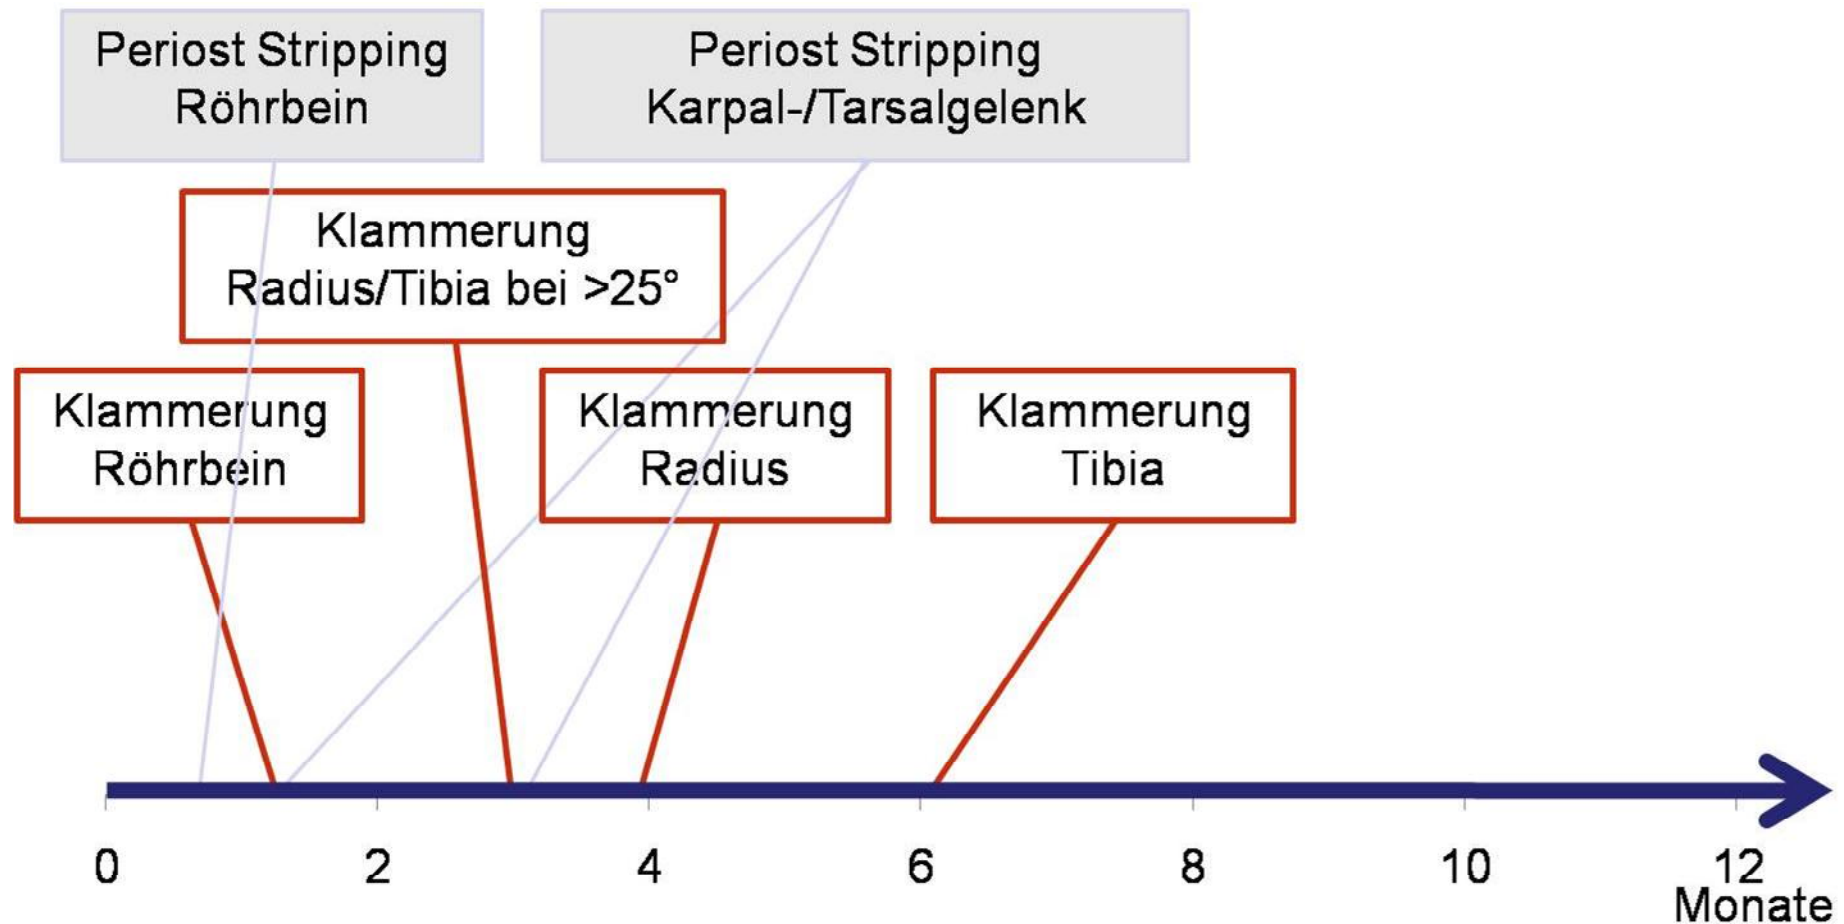 Periost Stripping
Röhrbein
Periost Stripping
Karpal-/Tarsalgelenk
Klammerung
Radius/Tibia bei >25°
Klammerung
Röhrbein
Klammerung
Radius
Klammerung
Tibia
0 2 4 6 8 10 12
Monate